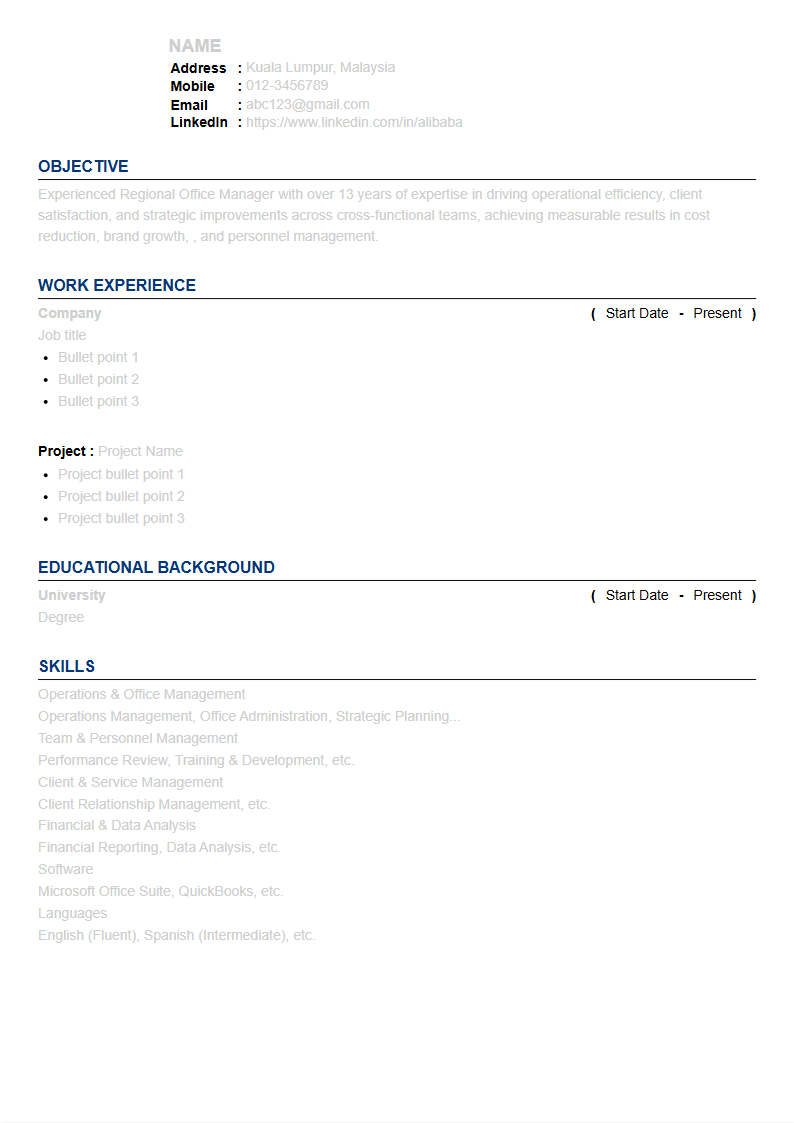 NAME
Address : Kuala Lumpur, Malaysia
Mobile : 012-3456789
Email : abc123@gmail.com
LinkedIn : https://www.linkedin.com/in/alibaba
OBJECTIVE
Experienced Regional Office Manager with over 13 years of expertise in driving operational efficiency, client
satisfaction, and strategic improvements across cross-functional teams, achieving measurable results in cost
reduction, brand growth, , and personnel management.
WORK EXPERIENCE
Company ( Start Date - Present )
Job title
• Bullet point 1
• Bullet point 2
• Bullet point 3
Project : Project Name
• Project bullet point 1
• Project bullet point 2
• Project bullet point 3
EDUCATIONAL BACKGROUND
University ( Start Date - Present )
Degree
SKILLS
Operations & Office Management
Operations Management, Office Administration, Strategic Planning...
Team & Personnel Management
Performance Review, Training & Development, etc.
Client & Service Management
Client Relationship Management, etc.
Financial & Data Analysis
Financial Reporting, Data Analysis, etc.
Software
Microsoft Office Suite, QuickBooks, etc.
Languages
English (Fluent), Spanish (Intermediate), etc.